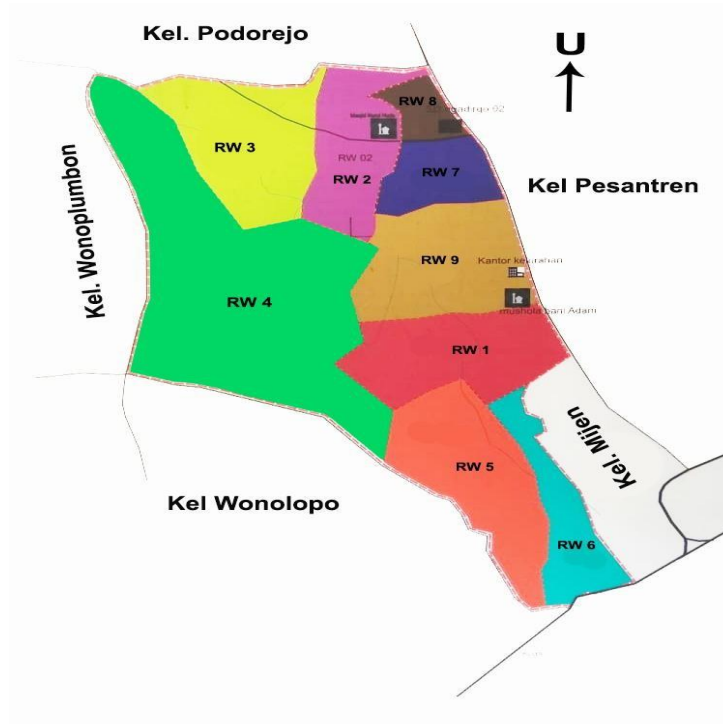 Kel. Podorejo
U
RW 8
RW 3
RW 02
RW 2
RW 7
Kel Pesantren
Kel. Wonoplumbon
RW 9
Kantor kelurahan
RW 4
mushola bani Adam
RW 1
Kel. Mijen
RW 5
Kel Wonolopo
RW 6